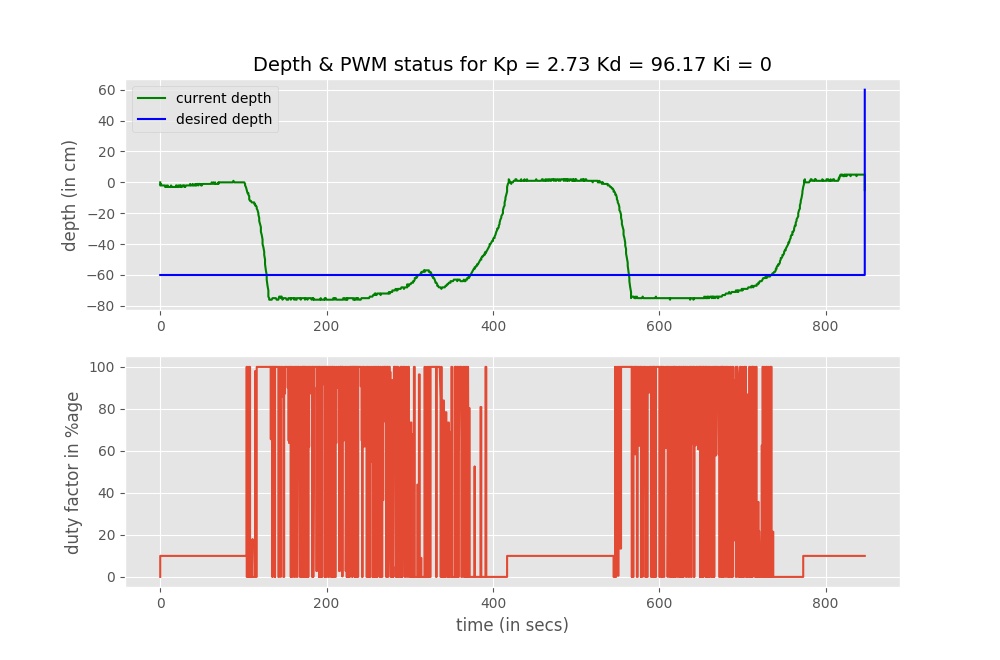 Depth & PWM status for Kp = 2.73 Kd = 96.17 Ki = 0
current depth
desired depth
depth (in cm)
60
40
20
0
−20
−40
−60
−80
0 200 400 600 800
duty factor in %age
100
80
60
40
20
0
0 200 400 600 800
time (in secs)